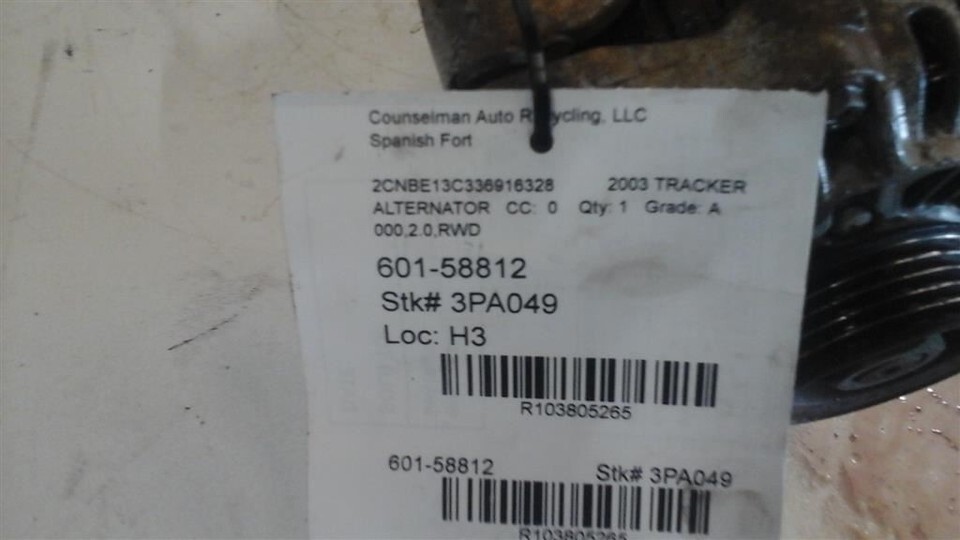 Counselman Auto Recycling, LLC
Spanish Fort
2CNBE13C336916328 2003 TRACKER
ALTERNATOR CC: 0 Qty: 1 Grade: A
000,2.0,RWD
601-58812
Stk# 3PA049
Loc: H3
R103805265
601-58812 Stk# 3PA049
R103805265